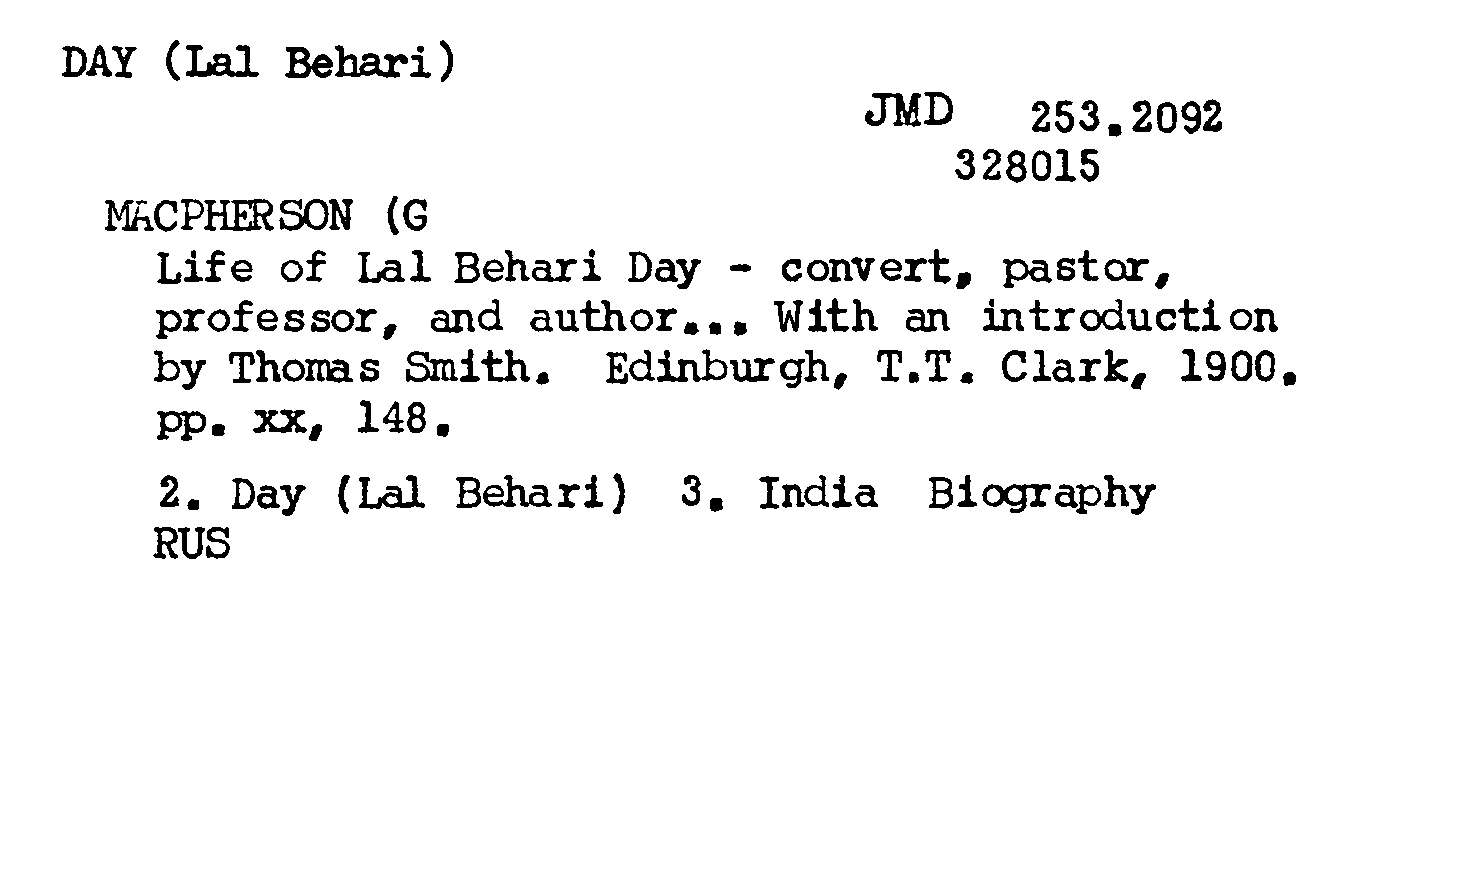 DAY (Lal Behari)
JMD 253.2092
328015
MACPHERSON (G
Life of Lal Behari Day - convert, pastor,
professor, and author... With an introduction
by Thomas Smith. Edinburgh, T.T. Clark, 1900.
pp. xx, 148.
2. Day (Lal Behari) 3. India Biography
RUS